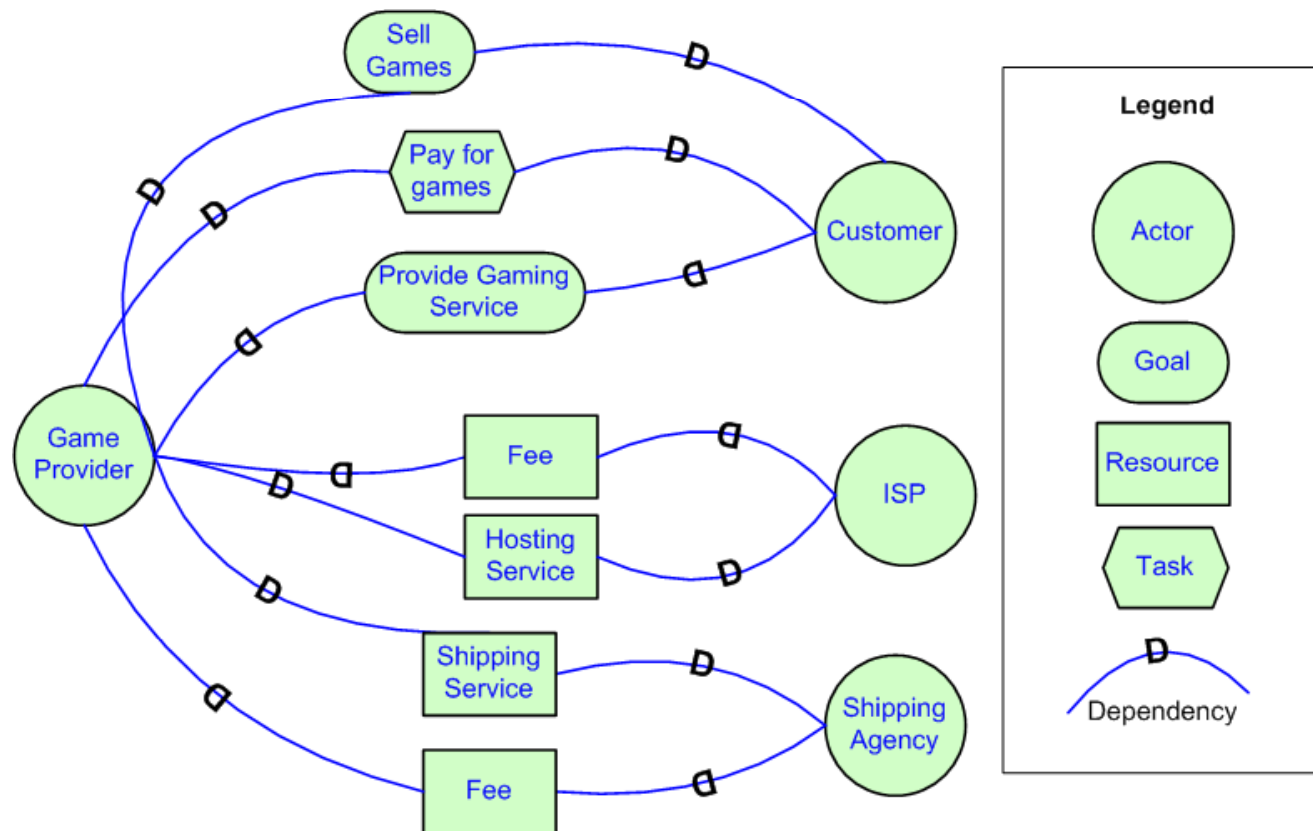 Sell
Games
D
D
Pay for
games
D
D
Customer
Provide Gaming
Service
D
D
Game
Provider
Fee
D
D
ISP
Hosting
Service
D
D
Shipping
Service
D
D
Shipping
Agency
Fee
D
D
Legend
Actor
Goal
Resource
Task
D
Dependency